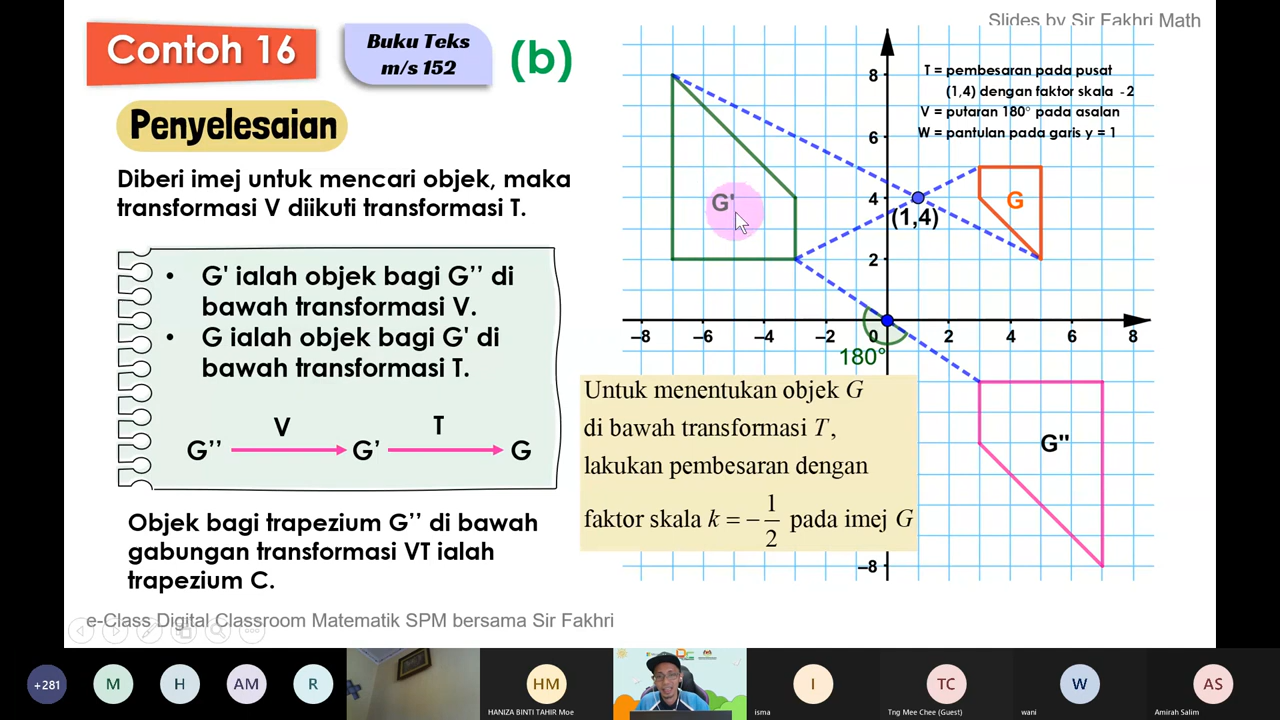 Slides by Sir Fakhri Math
Contoh 16
Buku Teks
m/s 152
(b)
Penyelesaian
Diberi imej untuk mencari objek, maka
transformasi V diikuti transformasi T.
• G' ialah objek bagi G’’ di
bawah transformasi V.
• G ialah objek bagi G' di
bawah transformasi T.
G’’ V G’ T G
Objek bagi trapezium G’’ di bawah
gabungan transformasi VT ialah
trapezium C.
T = pembesaran pada pusat
(1,4) dengan faktor skala -2
V = putaran 180° pada asalan
W = pantulan pada garis y = 1
8
6
4
2
G'
G
(1,4)
–8 –6 –4 –2 0 2 4 6 8
180°
G"
–8
Untuk menentukan objek G
di bawah transformasi T,
lakukan pembesaran dengan
faktor skala k = – 1/2 pada imej G
e-Class Digital Classroom Matematik SPM bersama Sir Fakhri
+281
M
H
AM
R
HM
HANIZA BINTI TAHIR Moe
I
isma
TC
Tng Mee Chee (Guest)
W
wani
AS
Amirah Salim